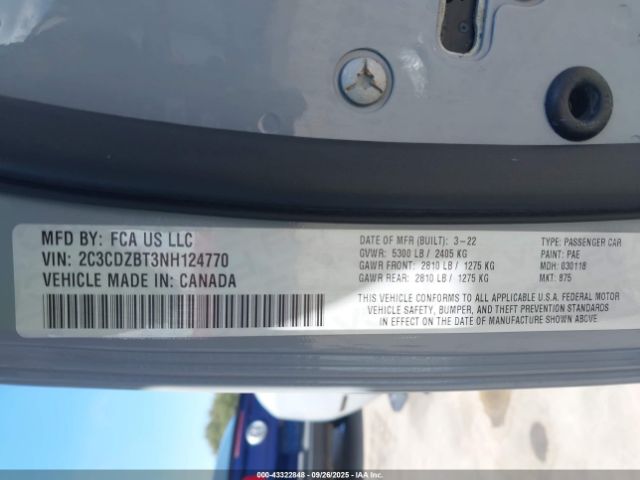 MFD BY: FCA US LLC
VIN: 2C3CDZBT3NH124770
VEHICLE MADE IN: CANADA
DATE OF MFR (BUILT): 3-22
GVWR: 5300 LB / 2405 KG
GAWR FRONT: 2810 LB / 1275 KG
GAWR REAR: 2810 LB / 1275 KG
TYPE: PASSENGER CAR
PAINT: PAE
MDH: 030118
MKT: 875
THIS VEHICLE CONFORMS TO ALL APPLICABLE U.S.A. FEDERAL MOTOR
VEHICLE SAFETY, BUMPER, AND THEFT PREVENTION STANDARDS
IN EFFECT ON THE DATE OF MANUFACTURE SHOWN ABOVE.
© IAA - 43322848 - 09/26/2025 - IAAI.COM